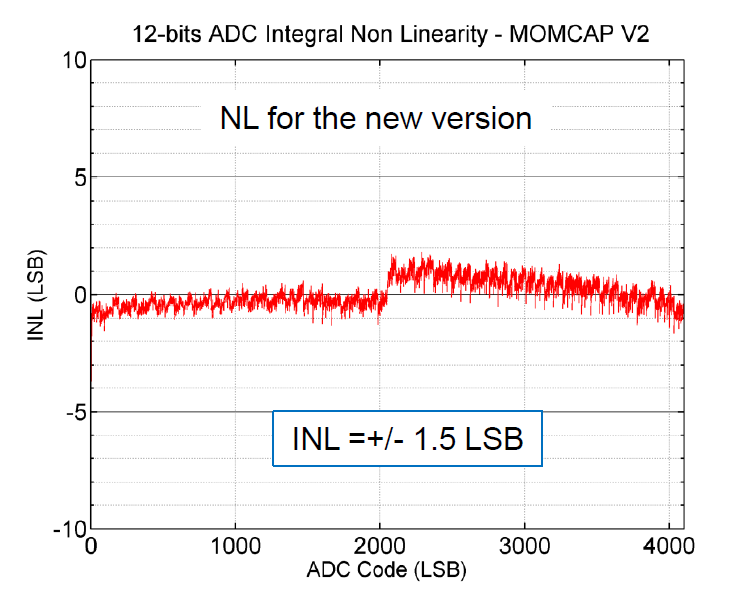 12-bits ADC Integral Non Linearity - MOMCAP V2
10
NL for the new version
5
INL (LSB)
0
-5
INL =+/- 1.5 LSB
-10
0 1000 2000 3000 4000
ADC Code (LSB)